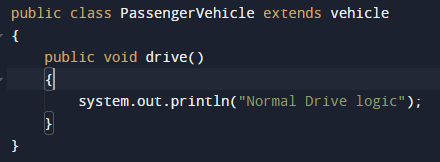 public class PassengerVehicle extends vehicle
{
public void drive()
{
system.out.println("Normal Drive logic");
}
}